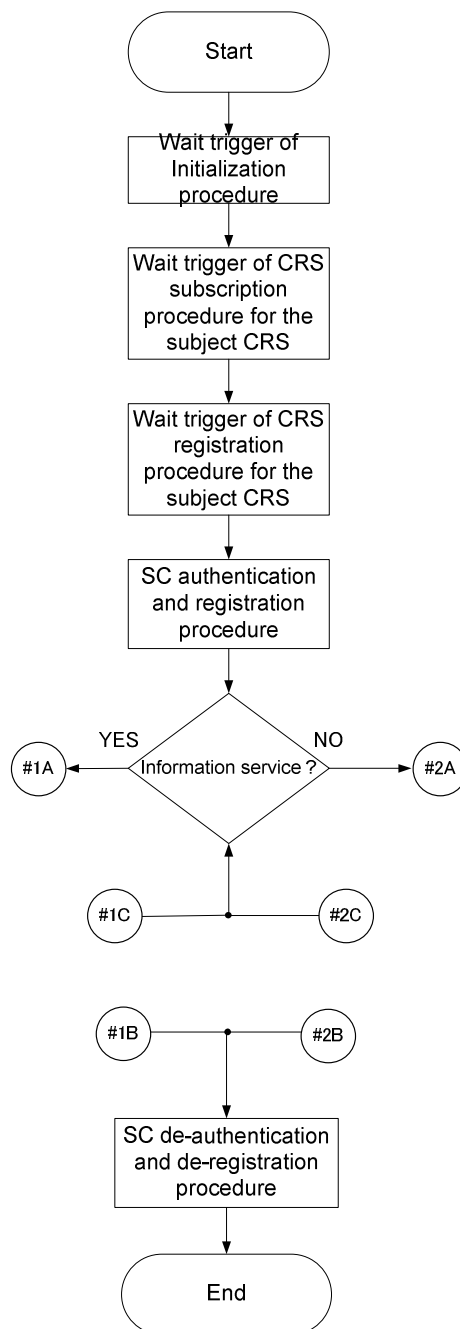 Start
Wait trigger of
Initialization
procedure
Wait trigger of CRS
subscription
procedure for the
subject CRS
Wait trigger of CRS
registration
procedure for the
subject CRS
SC authentication
and registration
procedure
YES
NO
#1A
Information service ?
#2A
#1C
#2C
#1B
#2B
SC de-authentication
and de-registration
procedure
End